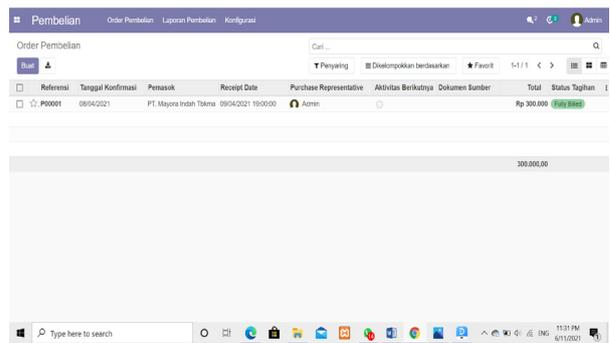 Pembelian Order Pembelian Laporan Pembelian Konfigurasi 2 Admin
Order Pembelian Cari ...
Buat Penyaring Dikelompokkan berdasarkan Favorit 1-1 / 1
Referensi Tanggal Konfirmasi Pemasok Receipt Date Purchase Representative Aktivitas Berikutnya Dokumen Sumber Total Status Tagihan
P00001 08/04/2021 PT. Mayora Indah Tbkma 09/04/2021 19:00:00 Admin Rp 300.000 Fully Billed
300.000,00
Type here to search ENG 11:31 PM
6/11/2021